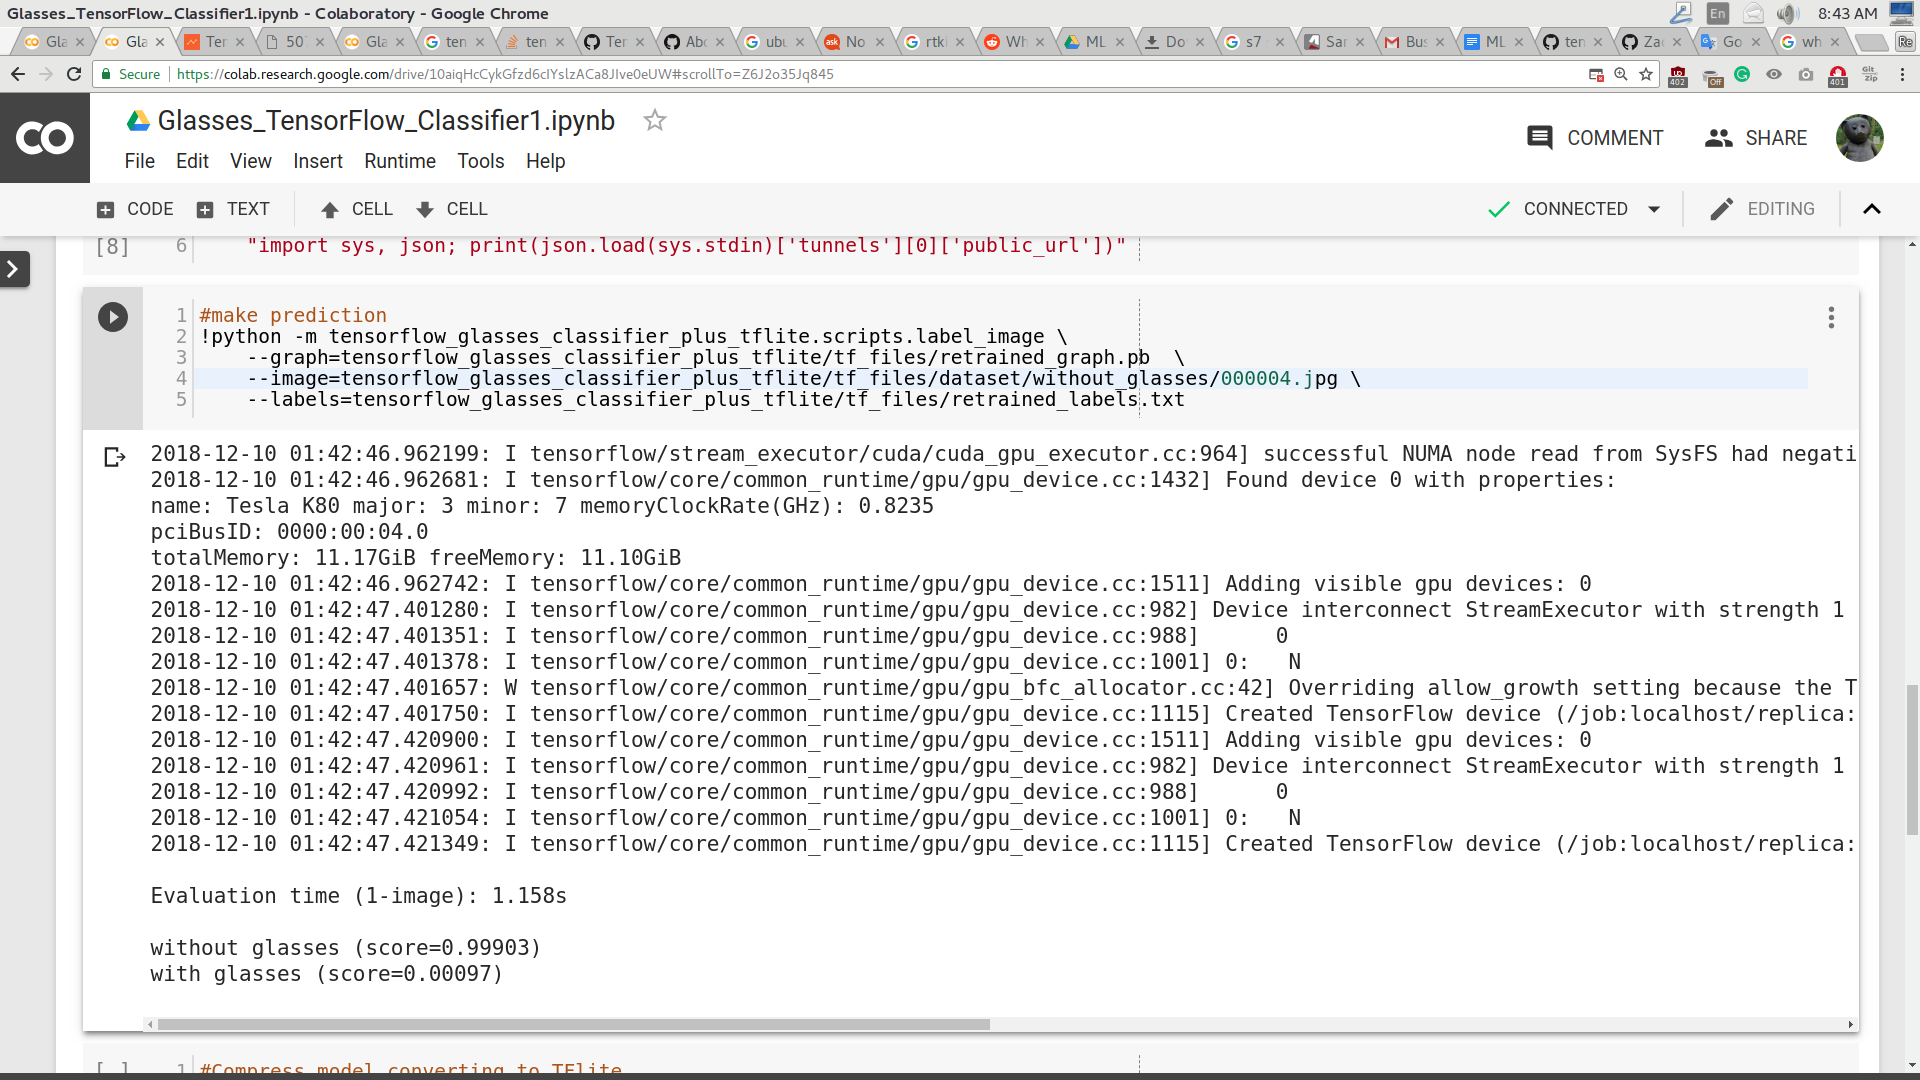 Glasses_TensorFlow_Classifier1.ipynb - Colaboratory - Google Chrome
En
8:43 AM
Gla
Gla
Ter
50
Gla
ten
ten
Ter
Abc
ubu
ask
No
rtki
Wh
ML
Do
s7
Sar
Bus
ML
ten
Zac
Go
wh
Re
Secure
https://colab.research.google.com/drive/10aiqHcCykGfzd6cIYslzACa8JIve0eUW#scrollTo=Z6J2o35Jq845
402
Off
401
Git
Zip
CO
Glasses_TensorFlow_Classifier1.ipynb
COMMENT
SHARE
File Edit View Insert Runtime Tools Help
CODE TEXT CELL CELL
CONNECTED
EDITING
[8] 6 "import sys, json; print(json.load(sys.stdin)['tunnels'][0]['public_url'])"
1 #make prediction
2 !python -m tensorflow_glasses_classifier_plus_tflite.scripts.label_image \
3 --graph=tensorflow_glasses_classifier_plus_tflite/tf_files/retrained_graph.pb \
4 --image=tensorflow_glasses_classifier_plus_tflite/tf_files/dataset/without_glasses/000004.jpg \
5 --labels=tensorflow_glasses_classifier_plus_tflite/tf_files/retrained_labels.txt
2018-12-10 01:42:46.962199: I tensorflow/stream_executor/cuda/cuda_gpu_executor.cc:964] successful NUMA node read from SysFS had negati
2018-12-10 01:42:46.962681: I tensorflow/core/common_runtime/gpu/gpu_device.cc:1432] Found device 0 with properties:
name: Tesla K80 major: 3 minor: 7 memoryClockRate(GHz): 0.8235
pciBusID: 0000:00:04.0
totalMemory: 11.17GiB freeMemory: 11.10GiB
2018-12-10 01:42:46.962742: I tensorflow/core/common_runtime/gpu/gpu_device.cc:1511] Adding visible gpu devices: 0
2018-12-10 01:42:47.401280: I tensorflow/core/common_runtime/gpu/gpu_device.cc:982] Device interconnect StreamExecutor with strength 1
2018-12-10 01:42:47.401351: I tensorflow/core/common_runtime/gpu/gpu_device.cc:988] 0
2018-12-10 01:42:47.401378: I tensorflow/core/common_runtime/gpu/gpu_device.cc:1001] 0: N
2018-12-10 01:42:47.401657: W tensorflow/core/common_runtime/gpu/gpu_bfc_allocator.cc:42] Overriding allow_growth setting because the T
2018-12-10 01:42:47.401750: I tensorflow/core/common_runtime/gpu/gpu_device.cc:1115] Created TensorFlow device (/job:localhost/replica:
2018-12-10 01:42:47.420900: I tensorflow/core/common_runtime/gpu/gpu_device.cc:1511] Adding visible gpu devices: 0
2018-12-10 01:42:47.420961: I tensorflow/core/common_runtime/gpu/gpu_device.cc:982] Device interconnect StreamExecutor with strength 1
2018-12-10 01:42:47.420992: I tensorflow/core/common_runtime/gpu/gpu_device.cc:988] 0
2018-12-10 01:42:47.421054: I tensorflow/core/common_runtime/gpu/gpu_device.cc:1001] 0: N
2018-12-10 01:42:47.421349: I tensorflow/core/common_runtime/gpu/gpu_device.cc:1115] Created TensorFlow device (/job:localhost/replica:
Evaluation time (1-image): 1.158s
without glasses (score=0.99903)
with glasses (score=0.00097)
[ ] 1 #Compress model converting to TFlite